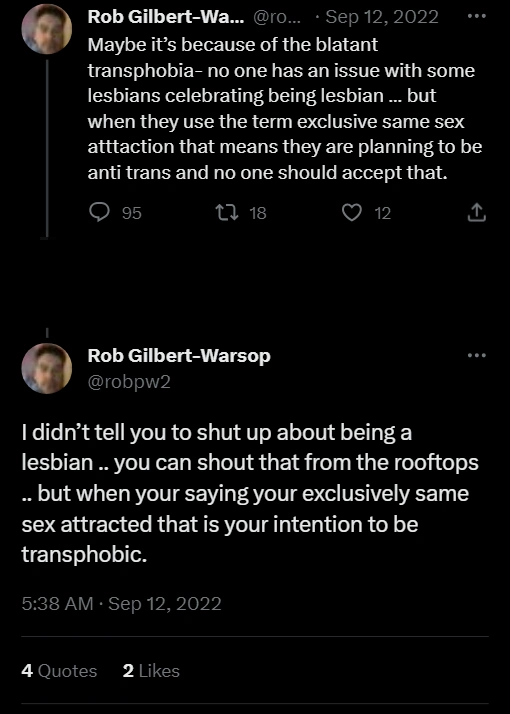 Rob Gilbert-Wa... @ro... · Sep 12, 2022 ···
Maybe it's because of the blatant
transphobia- no one has an issue with some
lesbians celebrating being lesbian ... but
when they use the term exclusive same sex
atttaction that means they are planning to be
anti trans and no one should accept that.
95 18 12
Rob Gilbert-Warsop ···
@robpw2
I didn't tell you to shut up about being a
lesbian .. you can shout that from the rooftops
.. but when your saying your exclusively same
sex attracted that is your intention to be
transphobic.
5:38 AM · Sep 12, 2022
4 Quotes 2 Likes